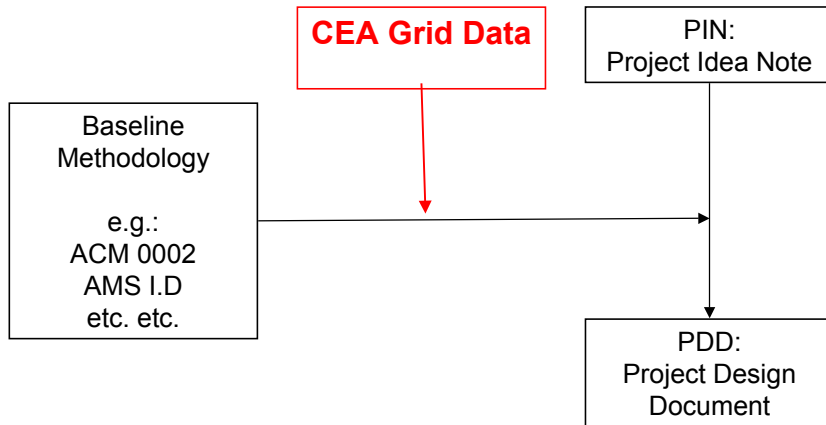 CEA Grid Data
PIN:
Project Idea Note
Baseline
Methodology
e.g.:
ACM 0002
AMS I.D
etc. etc.
PDD:
Project Design
Document